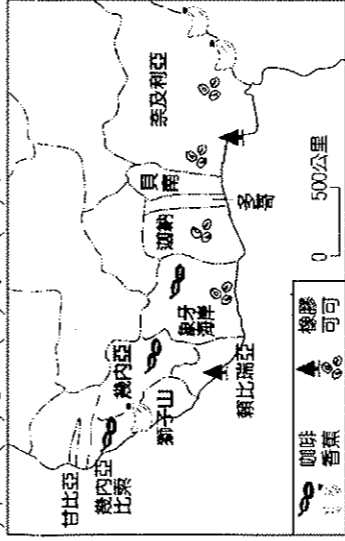 奈及利亞
貝南
多哥
迦納
象牙
海岸
幾內亞
賴比瑞亞
獅子山
甘比亞
幾內亞
比索
0 500公里
咖啡
香蕉
橡膠
可可